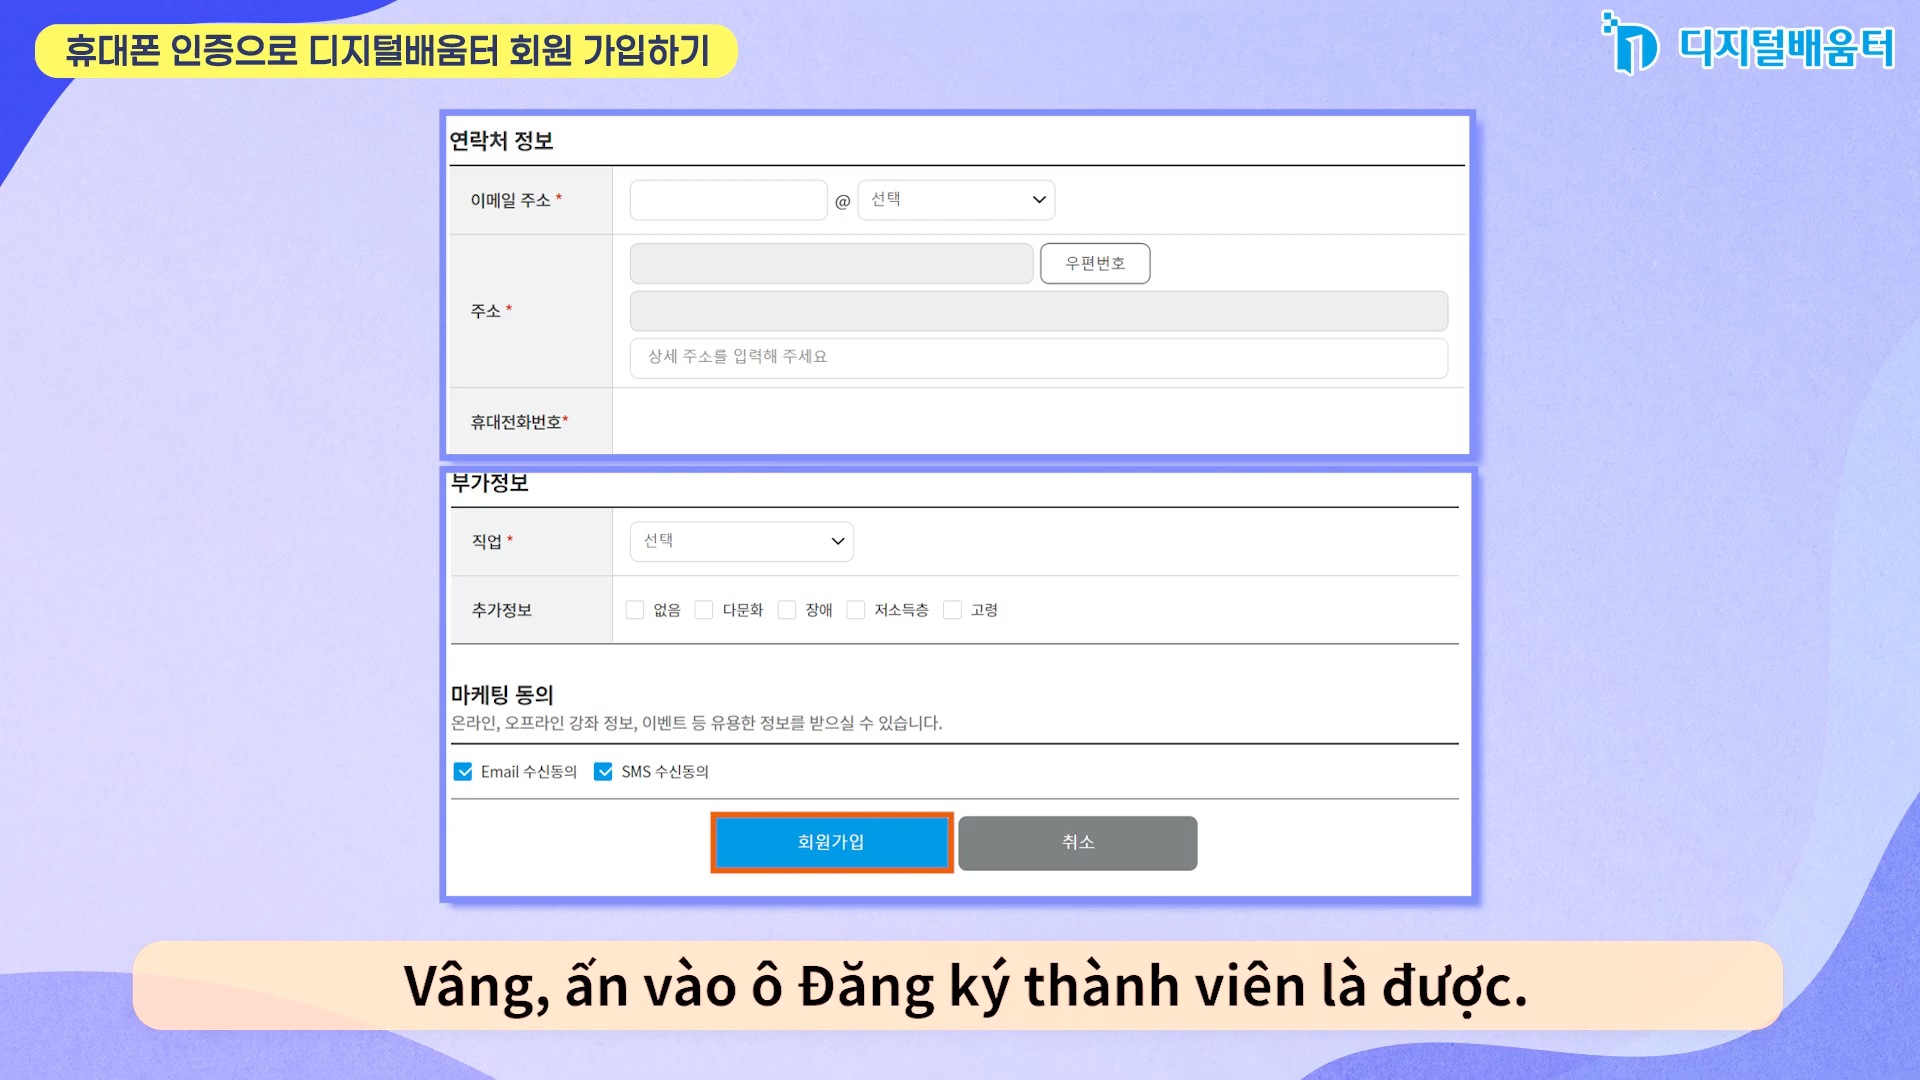 휴대폰 인증으로 디지털배움터 회원 가입하기
디지털배움터
연락처 정보
이메일 주소 *
@ 선택
주소 *
우편번호
상세 주소를 입력해 주세요
휴대전화번호*
부가정보
직업 *
선택
추가정보
없음 다문화 장애 저소득층 고령
마케팅 동의
온라인, 오프라인 강좌 정보, 이벤트 등 유용한 정보를 받으실 수 있습니다.
Email 수신동의 SMS 수신동의
회원가입 취소
Vâng, ấn vào ô Đăng ký thành viên là được.